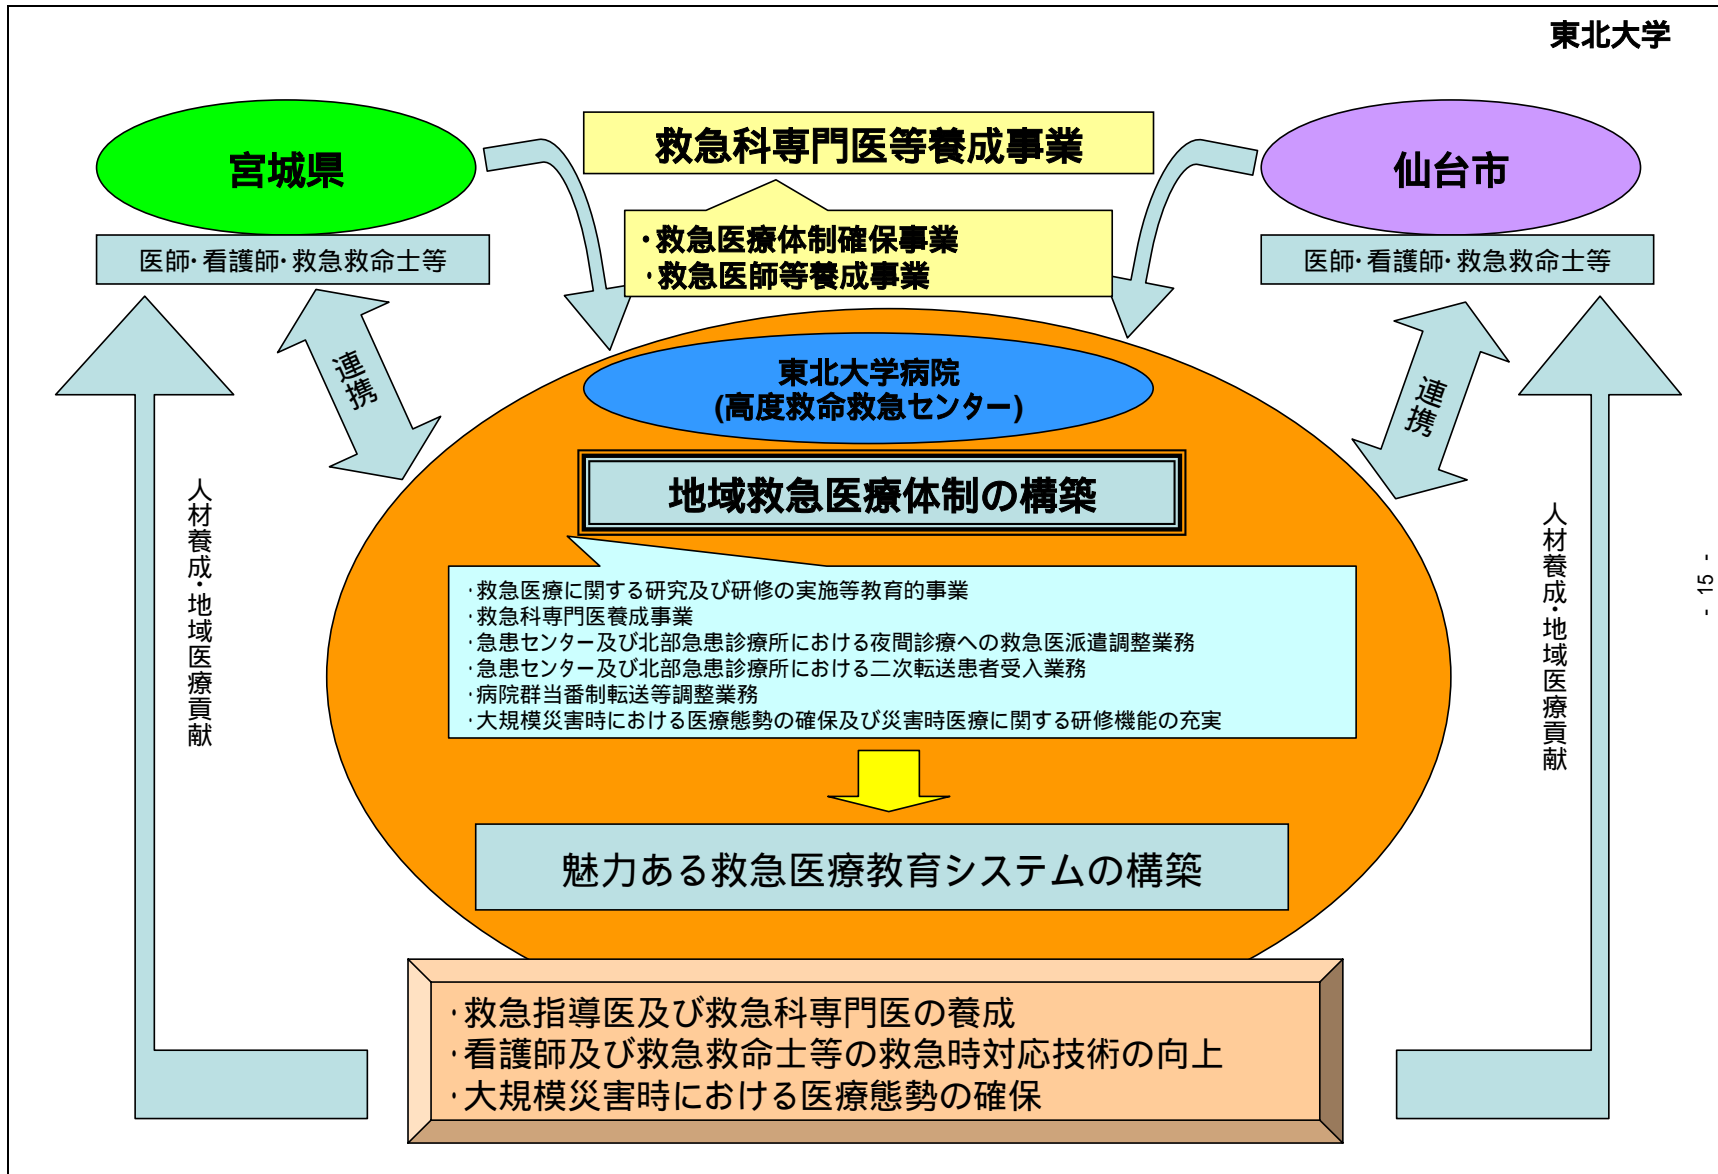 東北大学
宮城県
救急科専門医等養成事業
仙台市
・救急医療体制確保事業
・救急医師等養成事業
医師・看護師・救急救命士等
医師・看護師・救急救命士等
連携
連携
東北大学病院
(高度救命救急センター)
地域救急医療体制の構築
人材養成・地域医療貢献
人材養成・地域医療貢献
・救急医療に関する研究及び研修の実施等教育的事業
・救急科専門医養成事業
・急患センター及び北部急患診療所における夜間診療への救急医派遣調整業務
・急患センター及び北部急患診療所における二次転送患者受入業務
・病院群当番制転送等調整業務
・大規模災害時における医療態勢の確保及び災害時医療に関する研修機能の充実
- 15 -
魅力ある救急医療教育システムの構築
・救急指導医及び救急科専門医の養成
・看護師及び救急救命士等の救急時対応技術の向上
・大規模災害時における医療態勢の確保